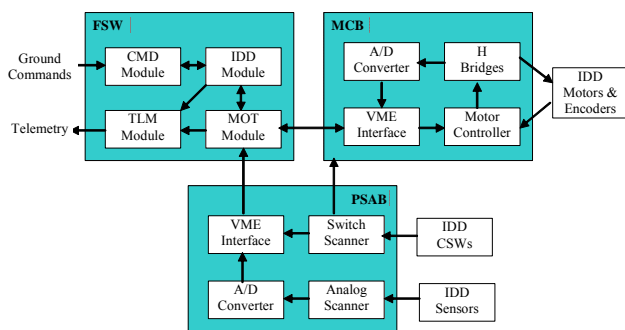 FSW
MCB
Ground
Commands
CMD
Module
IDD
Module
A/D
Converter
H
Bridges
IDD
Motors &
Encoders
Telemetry
TLM
Module
MOT
Module
VME
Interface
Motor
Controller
PSAB
VME
Interface
Switch
Scanner
IDD
CSWs
A/D
Converter
Analog
Scanner
IDD
Sensors